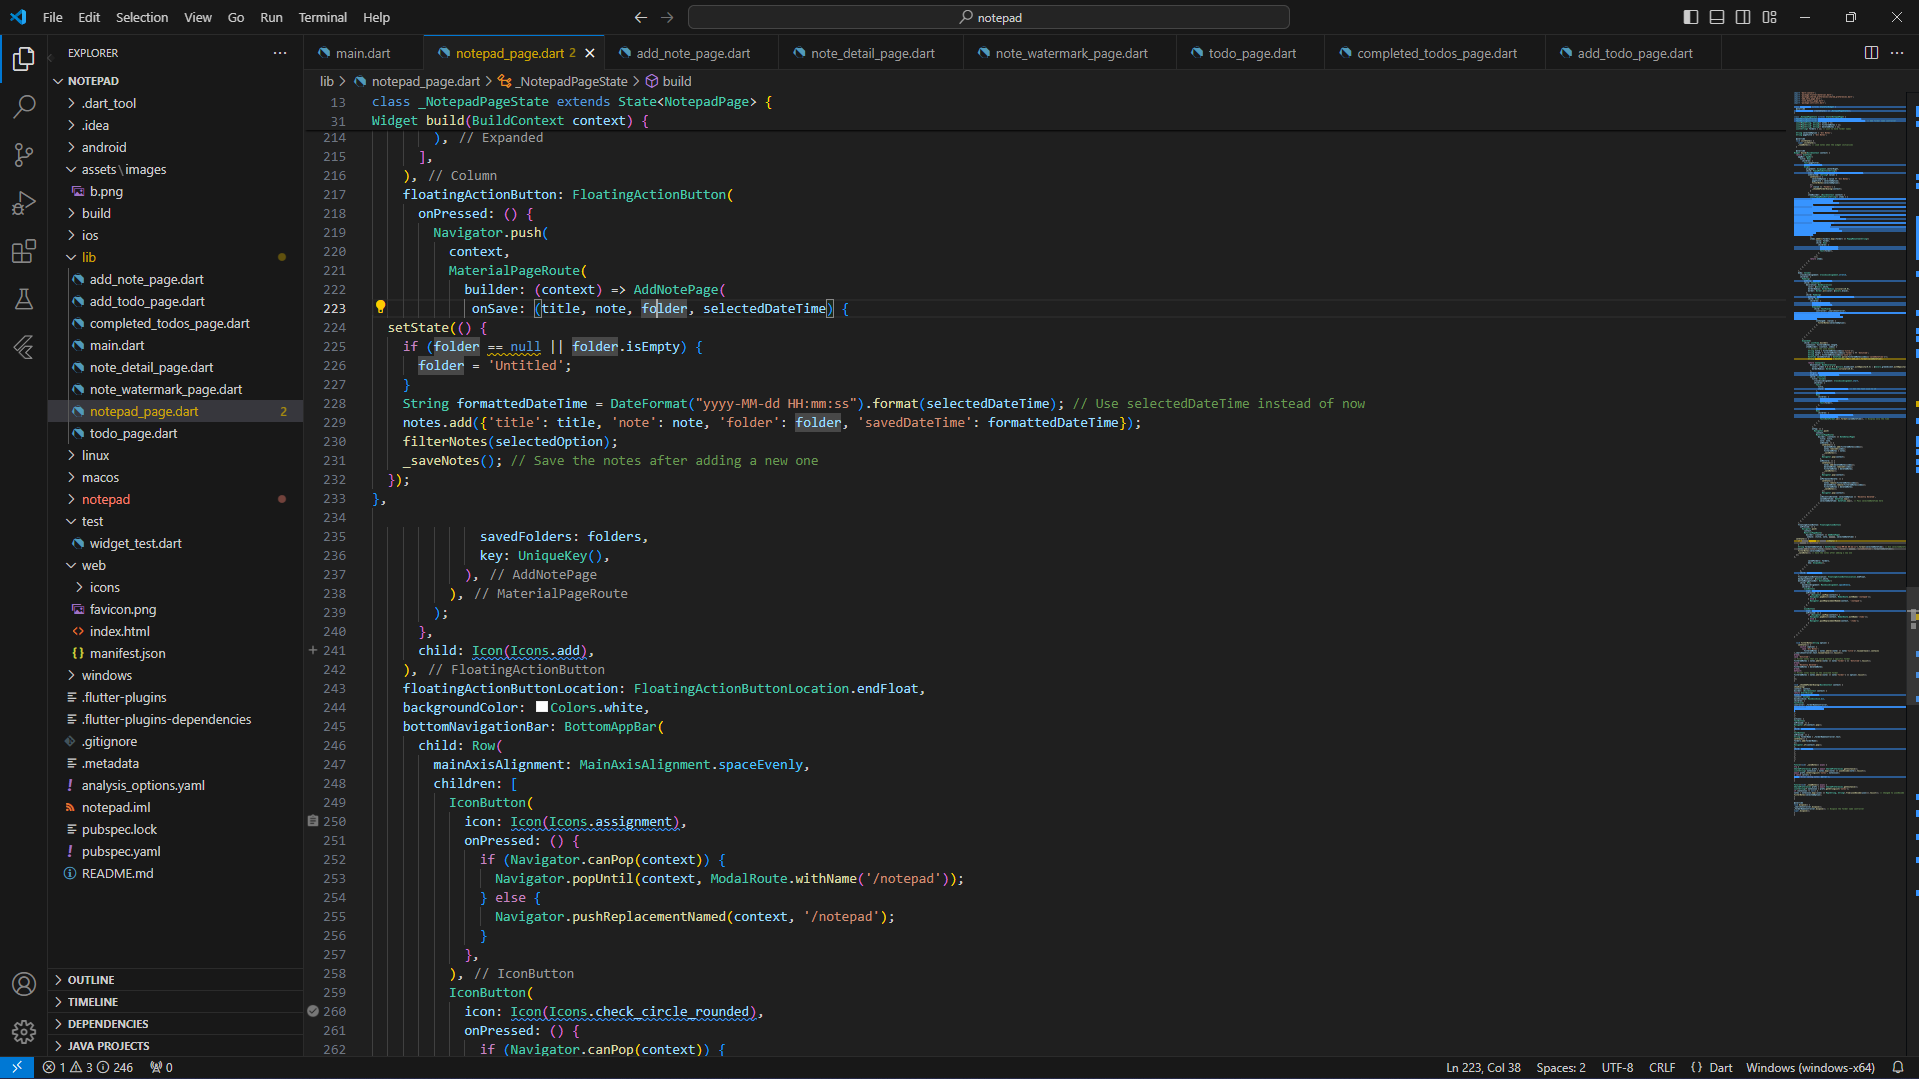 File Edit Selection View Go Run Terminal Help
notepad
EXPLORER
NOTEPAD
.dart_tool
.idea
android
assets\images
b.png
build
ios
lib
add_note_page.dart
add_todo_page.dart
completed_todos_page.dart
main.dart
note_detail_page.dart
note_watermark_page.dart
notepad_page.dart 2
todo_page.dart
linux
macos
notepad
test
widget_test.dart
web
icons
favicon.png
index.html
manifest.json
windows
.flutter-plugins
.flutter-plugins-dependencies
.gitignore
.metadata
analysis_options.yaml
notepad.iml
pubspec.lock
pubspec.yaml
README.md
OUTLINE
TIMELINE
DEPENDENCIES
JAVA PROJECTS
main.dart notepad_page.dart 2 add_note_page.dart note_detail_page.dart note_watermark_page.dart todo_page.dart completed_todos_page.dart add_todo_page.dart
lib > notepad_page.dart > _NotepadPageState > build
13 class _NotepadPageState extends State<NotepadPage> {
31 Widget build(BuildContext context) {
214 ), // Expanded
215 ],
216 ), // Column
217 floatingActionButton: FloatingActionButton(
218 onPressed: () {
219 Navigator.push(
220 context,
221 MaterialPageRoute(
222 builder: (context) => AddNotePage(
223 onSave: (title, note, folder, selectedDateTime) {
224 setState(() {
225 if (folder == null || folder.isEmpty) {
226 folder = 'Untitled';
227 }
228 String formattedDateTime = DateFormat("yyyy-MM-dd HH:mm:ss").format(selectedDateTime); // Use selectedDateTime instead of now
229 notes.add({'title': title, 'note': note, 'folder': folder, 'savedDateTime': formattedDateTime});
230 filterNotes(selectedOption);
231 _saveNotes(); // Save the notes after adding a new one
232 });
233 },
234
235 savedFolders: folders,
236 key: UniqueKey(),
237 ), // AddNotePage
238 ), // MaterialPageRoute
239 );
240 },
241 child: Icon(Icons.add),
242 ), // FloatingActionButton
243 floatingActionButtonLocation: FloatingActionButtonLocation.endFloat,
244 backgroundColor: Colors.white,
245 bottomNavigationBar: BottomAppBar(
246 child: Row(
247 mainAxisAlignment: MainAxisAlignment.spaceEvenly,
248 children: [
249 IconButton(
250 icon: Icon(Icons.assignment),
251 onPressed: () {
252 if (Navigator.canPop(context)) {
253 Navigator.popUntil(context, ModalRoute.withName('/notepad'));
254 } else {
255 Navigator.pushReplacementNamed(context, '/notepad');
256 }
257 },
258 ), // IconButton
259 IconButton(
260 icon: Icon(Icons.check_circle_rounded),
261 onPressed: () {
262 if (Navigator.canPop(context)) {
1 3 246 0 Ln 223, Col 38 Spaces: 2 UTF-8 CRLF {} Dart Windows (windows-x64)